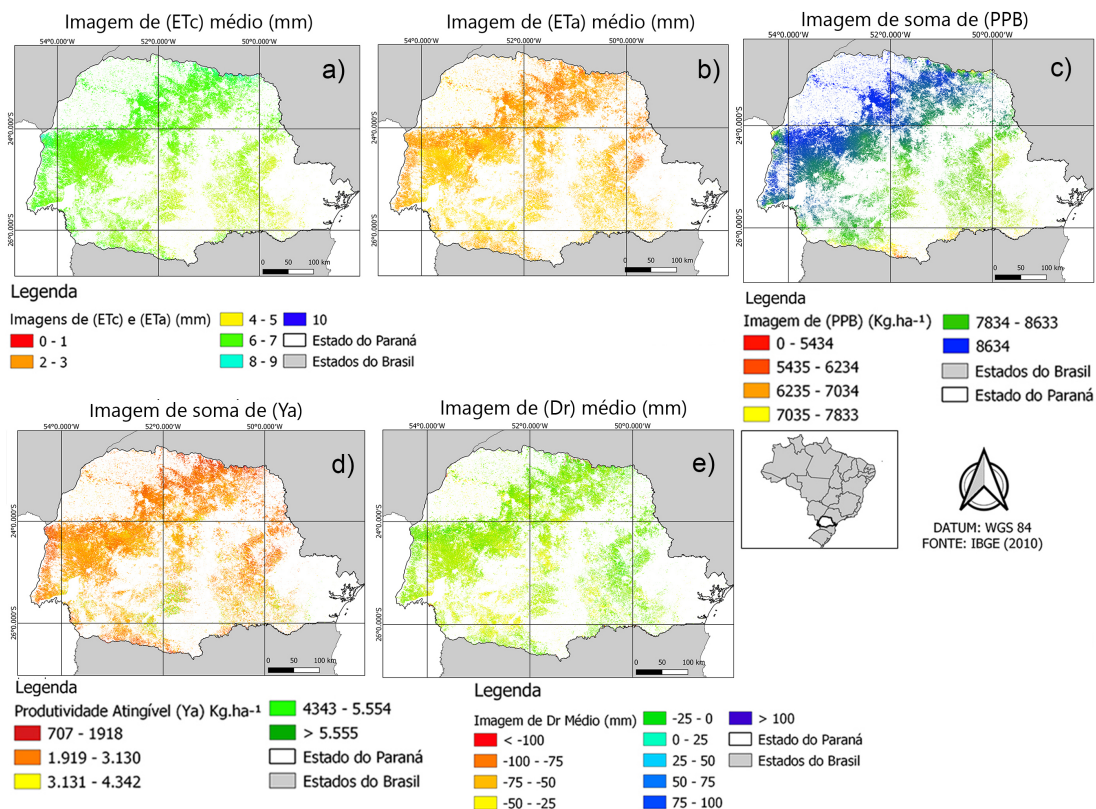 Imagem de (ETc) médio (mm)
54°0.000'W 52°0.000'W 50°0.000'W
a)
24°0.000'S
26°0.000'S
0 50 100 km
Imagem de (ETa) médio (mm)
54°0.000'W 52°0.000'W 50°0.000'W
b)
24°0.000'S
26°0.000'S
0 50 100 km
Imagem de soma de (PPB)
54°0.000'W 52°0.000'W 50°0.000'W
c)
24°0.000'S
26°0.000'S
0 50 100 km
Legenda
Imagens de (ETc) e (ETa) (mm)
0 - 1
2 - 3
4 - 5
6 - 7
8 - 9
10
Estado do Paraná
Estados do Brasil
Legenda
Imagem de (PPB) (Kg.ha⁻¹)
0 - 5434
5435 - 6234
6235 - 7034
7035 - 7833
7834 - 8633
8634
Estados do Brasil
Estado do Paraná
Imagem de soma de (Ya)
54°0.000'W 52°0.000'W 50°0.000'W
d)
24°0.000'S
26°0.000'S
0 50 100 km
Imagem de (Dr) médio (mm)
54°0.000'W 52°0.000'W 50°0.000'W
e)
24°0.000'S
26°0.000'S
0 50 100 km
DATUM: WGS 84
FONTE: IBGE (2010)
Legenda
Produtividade Atingível (Ya) Kg.ha⁻¹
707 - 1918
1.919 - 3.130
3.131 - 4.342
4343 - 5.554
> 5.555
Estado do Paraná
Estados do Brasil
Legenda
Imagem de Dr Médio (mm)
< -100
-100 - -75
-75 - -50
-50 - -25
-25 - 0
0 - 25
25 - 50
50 - 75
75 - 100
> 100
Estado do Paraná
Estados do Brasil